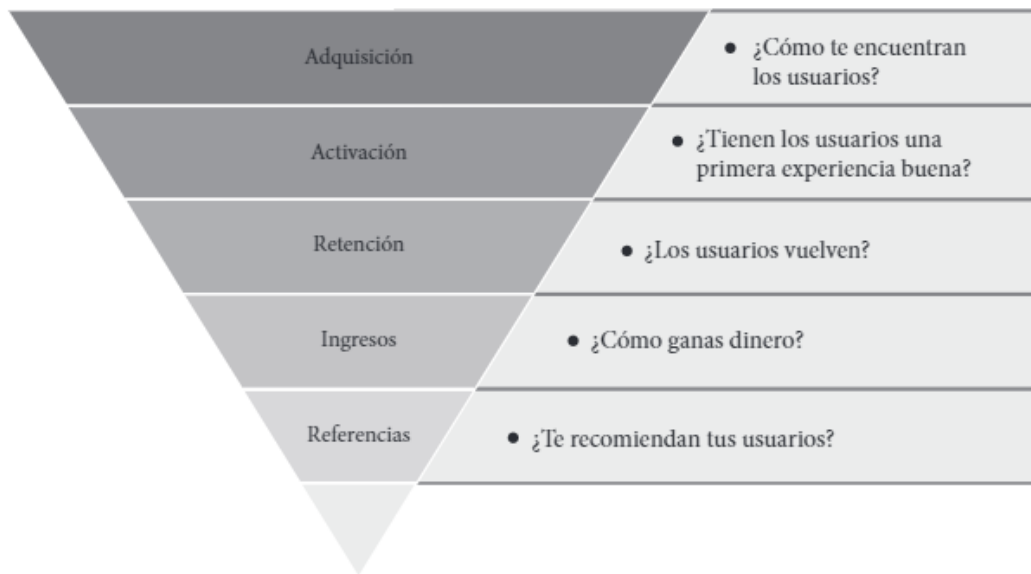 Adquisición
¿Cómo te encuentran
los usuarios?
Activación
¿Tienen los usuarios una
primera experiencia buena?
Retención
¿Los usuarios vuelven?
Ingresos
¿Cómo ganas dinero?
Referencias
¿Te recomiendan tus usuarios?